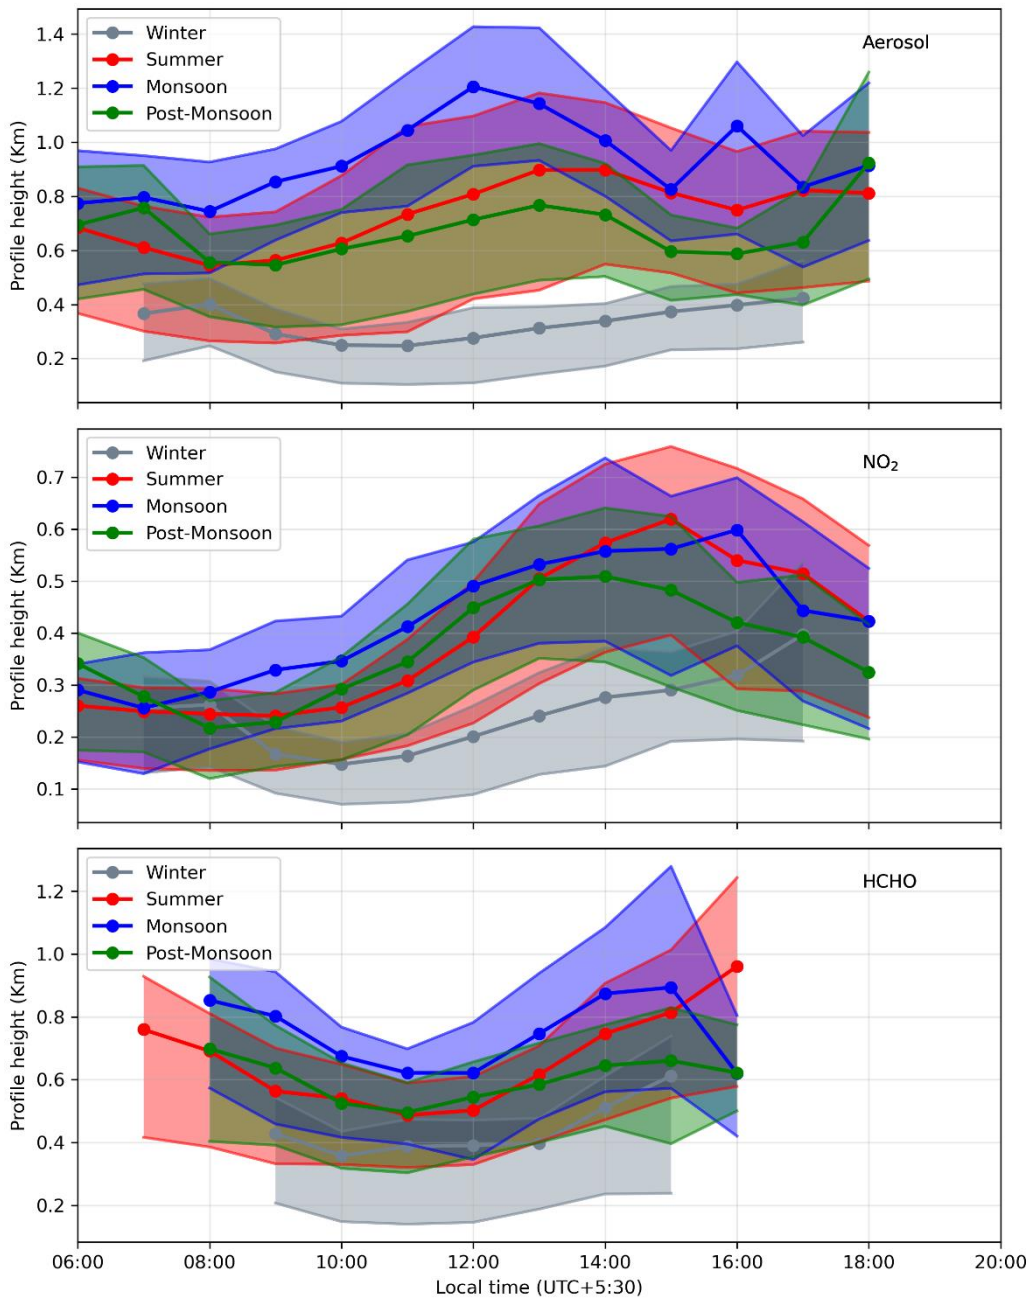 Winter
Summer
Monsoon
Post-Monsoon
Aerosol
Profile height (Km)
1.4
1.2
1.0
0.8
0.6
0.4
0.2
Winter
Summer
Monsoon
Post-Monsoon
NO₂
Profile height (Km)
0.7
0.6
0.5
0.4
0.3
0.2
0.1
Winter
Summer
Monsoon
Post-Monsoon
HCHO
Profile height (Km)
1.2
1.0
0.8
0.6
0.4
0.2
06:00 08:00 10:00 12:00 14:00 16:00 18:00 20:00
Local time (UTC+5:30)